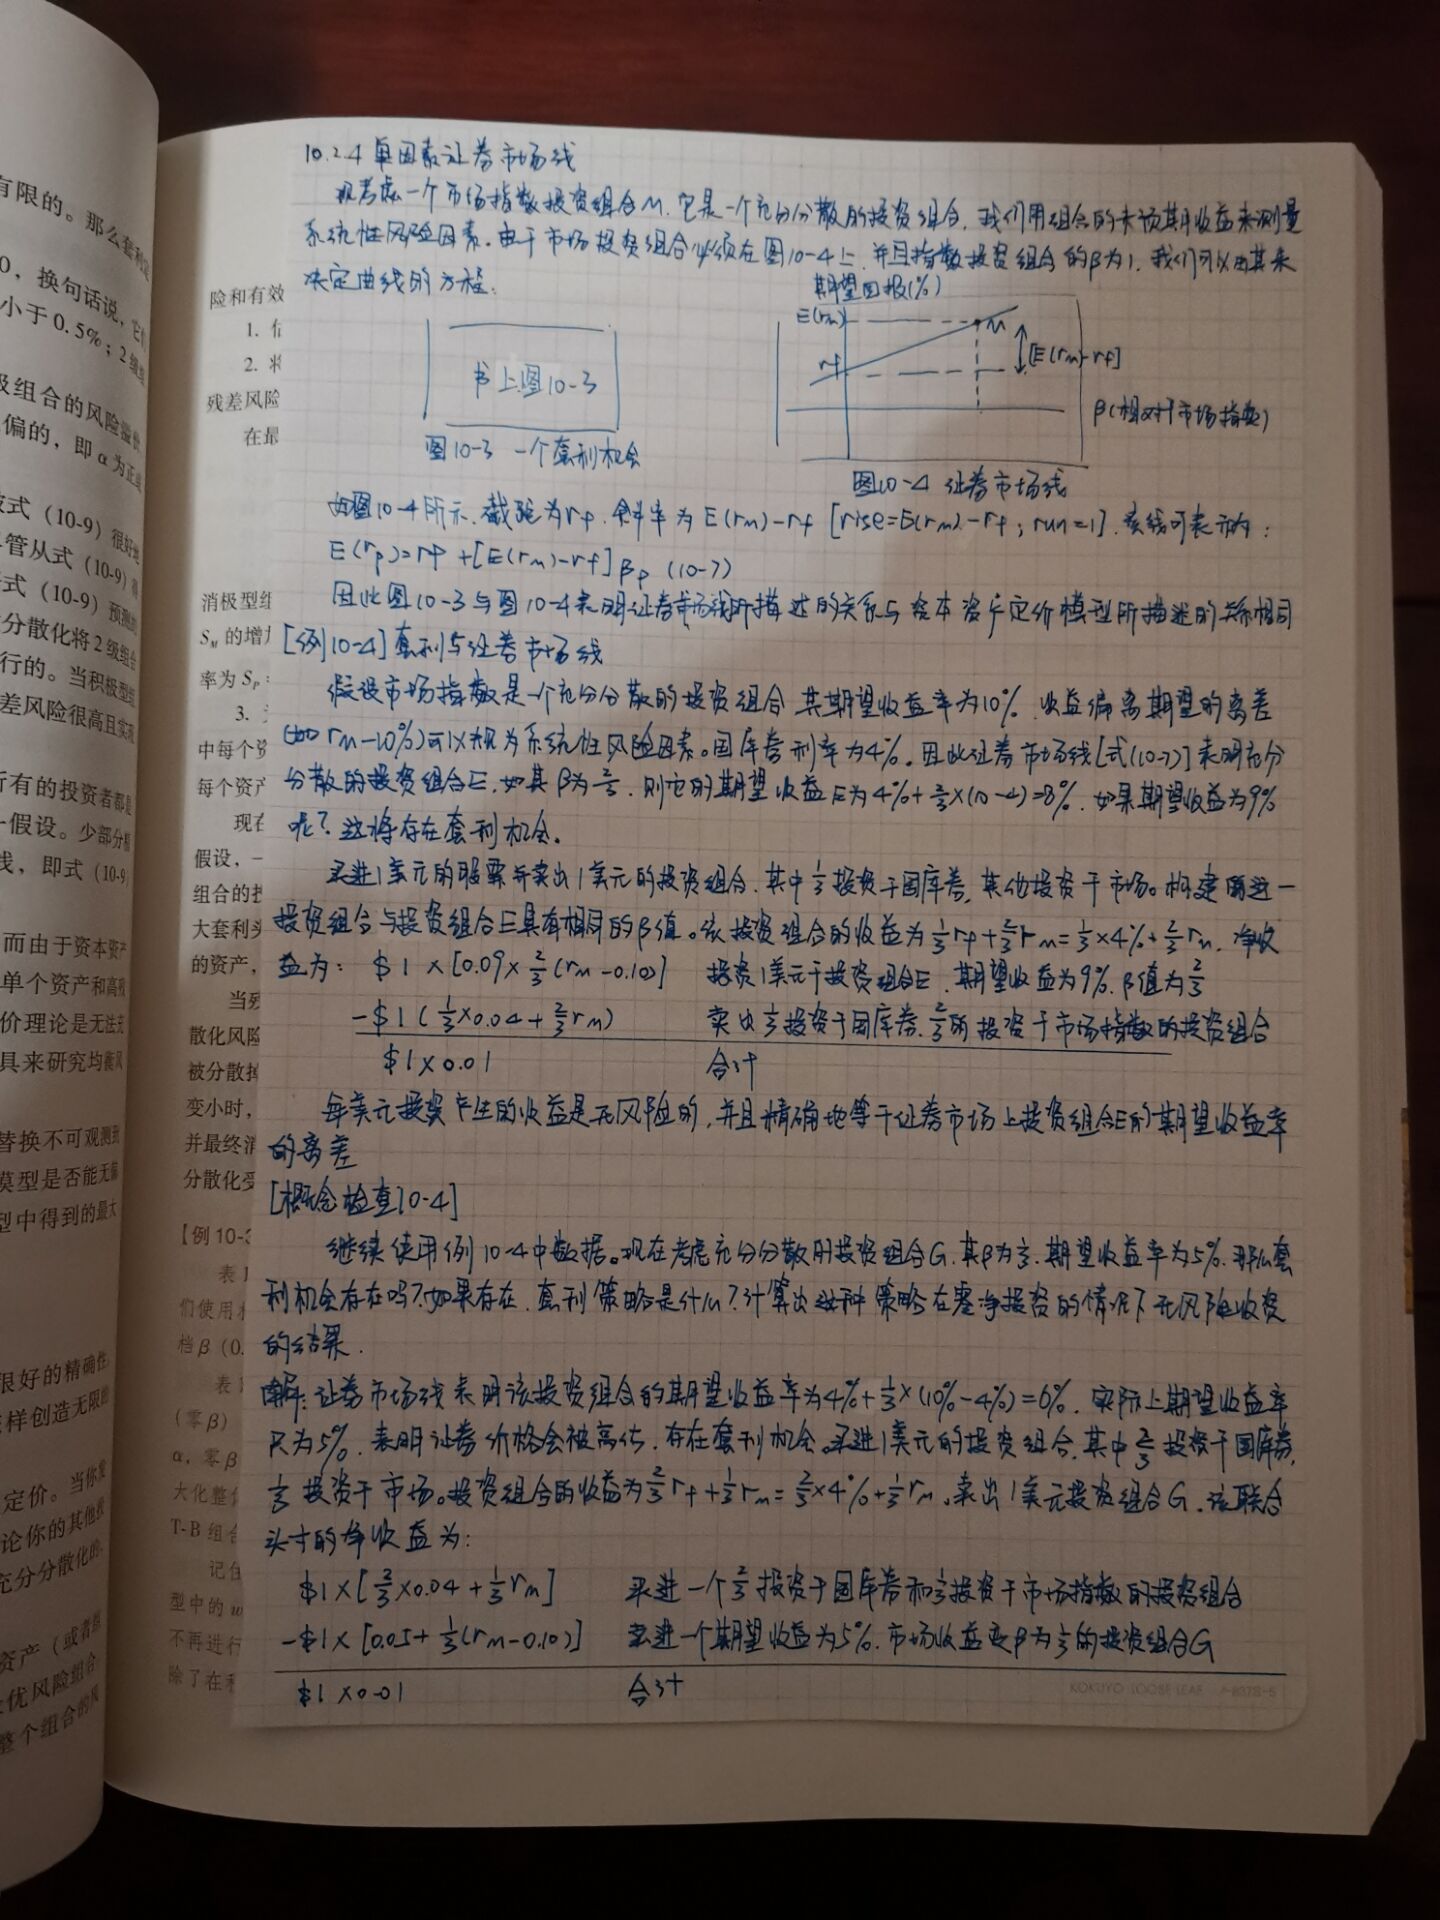 10.2.4 单因素证券市场线
现考虑一个市场指数投资组合M,它是一个充分分散的投资组合,我们用组合的未预期收益来测量
系统性风险因素。由于市场投资组合必须在图10-4上,并且指数投资组合的β为1,我们可以由其来
决定曲线的方程:
期望回报(%)
E(rm)
M
rf
[E(rm)-rf]
β(相对于市场指数)
书上图10-3
图10-3 一个套利机会
图10-4 证券市场线
如图10-4所示,截距为rf,斜率为E(rm)-rf [rise=E(rm)-rf; run=1],该线可表示为:
E(rp)=rf+[E(rm)-rf]βp (10-7)
因此图10-3与图10-4表明证券市场线所描述的关系与资本资产定价模型所描述的关系相同
[例10-4]套利与证券市场线
假设市场指数是一个充分分散的投资组合,其期望收益率为10%,收益偏离期望的离差
(如rm-10%)可以视为系统性风险因素。国库券利率为4%。因此证券市场线[式(10-7)]表明充分
分散的投资组合E,如其β为2/3,则它的期望收益E为4%+2/3×(10-4)=8%,如果期望收益为9%
呢?这将存在套利机会。
买进1美元的股票并卖出1美元的投资组合,其中1/3投资于国库券,其他投资于市场。构建的这一
投资组合与投资组合E具有相同的β值。该投资组合的收益为1/3rf+2/3rm=1/3×4%+2/3rm,净收
益为: $1×[0.09×2/3(rm-0.10)] 投资1美元于投资组合E,期望收益为9%,β值为2/3
-$1(1/3×0.04+2/3rm) 卖出1/3投资于国库券,2/3的投资于市场指数的投资组合
$1×0.01 合计
每美元投资产生的收益是无风险的,并且精确地等于证券市场上投资组合E的期望收益率
的离差
[概念检查10-4]
继续使用例10-4中数据。现在考虑充分分散的投资组合G,其β为1/3,期望收益率为5%,那么套
利机会存在吗?如果存在,套利策略是什么?计算出这种策略在零净投资的情况下无风险收资
的结果.
解:证券市场线表明该投资组合的期望收益率为4%+1/3×(10%-4%)=6%,实际上期望收益率
只为5%,表明证券价格会被高估,存在套利机会。买进1美元的投资组合,其中2/3投资于国库券,
1/3投资于市场。投资组合的收益为2/3rf+1/3rm=2/3×4%+1/3rm,卖出1美元投资组合G,该联合
头寸的净收益为:
$1×[2/3×0.04+1/3rm] 买进一个2/3投资于国库券和1/3投资于市场指数的投资组合
-$1×[0.05+1/3(rm-0.10)] 卖进一个期望收益为5%,市场收益β为1/3的投资组合G
$1×0.01 合计
KOKUYO LOOSE LEAF
有限的。那么套利定
0,换句话说,它们
小于0.5%;2级组
级组合的风险溢价
偏的,即α为正或
式 (10-9) 很好地
管从式 (10-9) 得
式 (10-9) 预测的
分散化将2级组合
行的。当积极型组
差风险很高且实现
所有的投资者都是
一假设。少部分相
线,即式 (10-9)
而由于资本资产
单个资产和高残
价理论是无法充
具来研究均衡风
替换不可观测到
模型是否能无偏
型中得到的最大
很好的精确性
样创造无限的
定价。当你发
论你的其他投
充分分散化的
资产(或者组
优风险组合
整个组合的风
险和有效
1. 有
2. 将
残差风险
在最
消极型组
SM 的增加
率为 SP
3.
中每个资
每个资产
现在
假设,一
组合的投
大套利头
的资产,
当残
散化风险
被分散掉
变小时,
并最终消
分散化受
【例10-3
表
们使用
档β(0.
表
(零β)
α,零β
大化整
T-B 组合
记住
型中的 w
不再进行
除了在